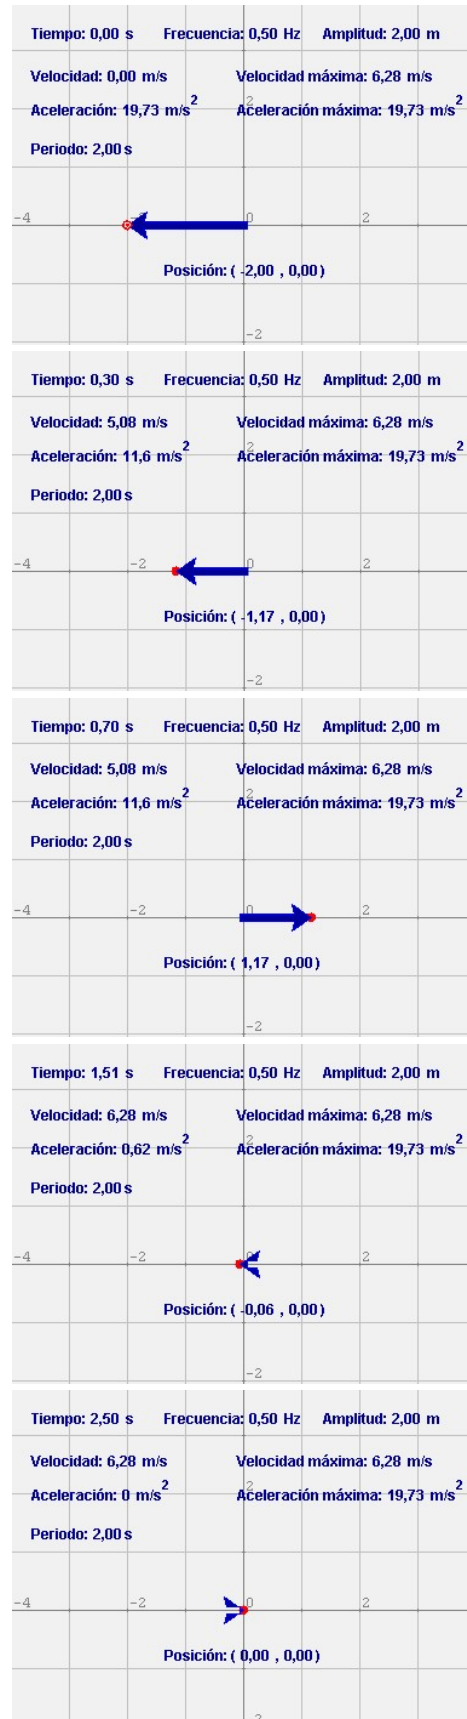 Tiempo: 0,00 s Frecuencia: 0,50 Hz Amplitud: 2,00 m
Velocidad: 0,00 m/s Velocidad máxima: 6,28 m/s
2
Aceleración: 19,73 m/s2 Aceleración máxima: 19,73 m/s2
Periodo: 2,00 s
-4 -2 0 2
Posición: ( -2,00 , 0,00)
-2
Tiempo: 0,30 s Frecuencia: 0,50 Hz Amplitud: 2,00 m
Velocidad: 5,08 m/s Velocidad máxima: 6,28 m/s
2
Aceleración: 11,6 m/s2 Aceleración máxima: 19,73 m/s2
Periodo: 2,00 s
-4 -2 0 2
Posición: ( -1,17 , 0,00)
-2
Tiempo: 0,70 s Frecuencia: 0,50 Hz Amplitud: 2,00 m
Velocidad: 5,08 m/s Velocidad máxima: 6,28 m/s
2
Aceleración: 11,6 m/s2 Aceleración máxima: 19,73 m/s2
Periodo: 2,00 s
-4 -2 0 2
Posición: ( 1,17 , 0,00)
-2
Tiempo: 1,51 s Frecuencia: 0,50 Hz Amplitud: 2,00 m
Velocidad: 6,28 m/s Velocidad máxima: 6,28 m/s
2
Aceleración: 0,62 m/s2 Aceleración máxima: 19,73 m/s2
Periodo: 2,00 s
-4 -2 0 2
Posición: ( -0,06 , 0,00)
-2
Tiempo: 2,50 s Frecuencia: 0,50 Hz Amplitud: 2,00 m
Velocidad: 6,28 m/s Velocidad máxima: 6,28 m/s
2
Aceleración: 0 m/s2 Aceleración máxima: 19,73 m/s2
Periodo: 2,00 s
-4 -2 0 2
Posición: ( 0,00 , 0,00)